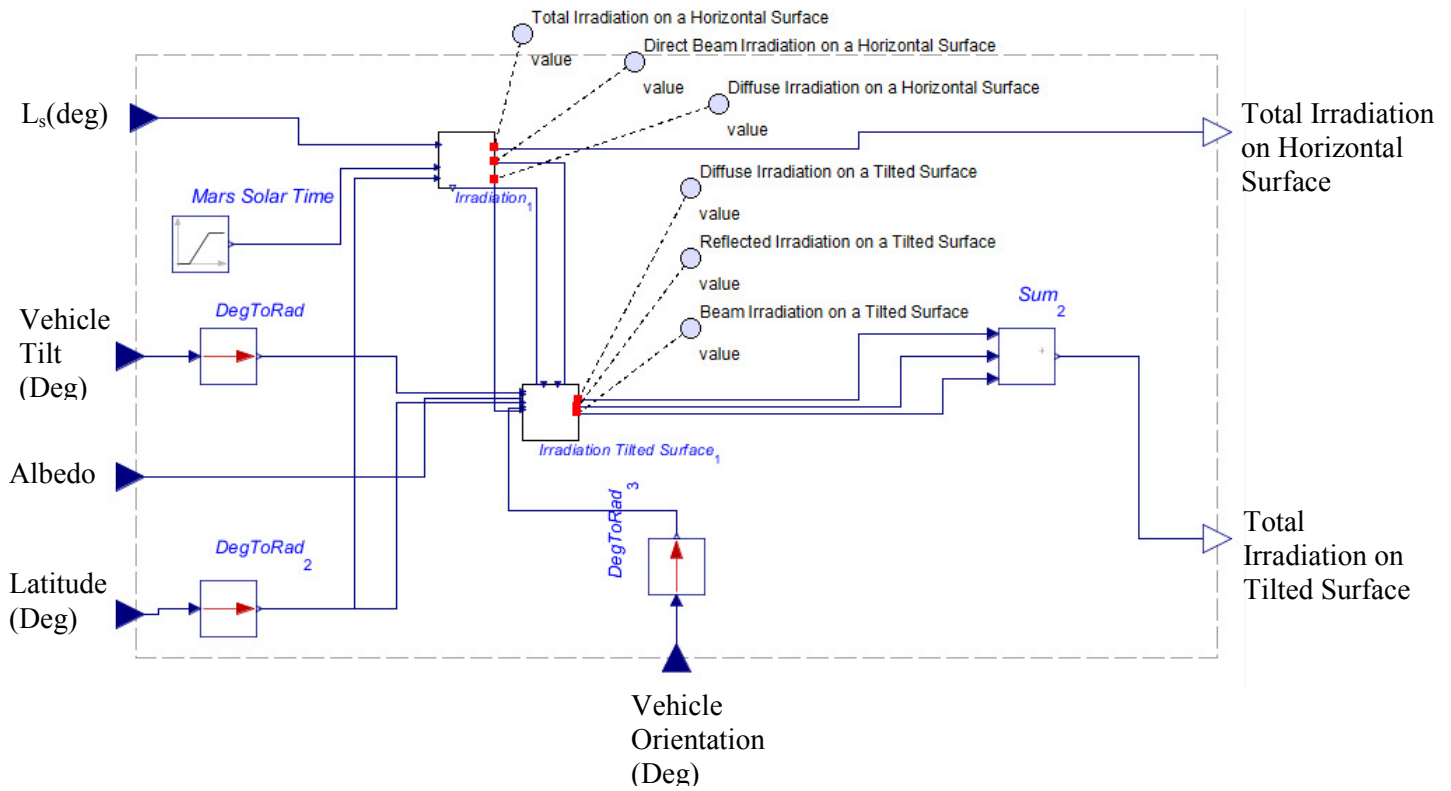 Total Irradiation on a Horizontal Surface
value
Direct Beam Irradiation on a Horizontal Surface
value
Diffuse Irradiation on a Horizontal Surface
value
Lₛ(deg)
Total Irradiation
on Horizontal
Surface
Mars Solar Time
Irradiation₁
Diffuse Irradiation on a Tilted Surface
value
Reflected Irradiation on a Tilted Surface
value
Beam Irradiation on a Tilted Surface
value
Vehicle
Tilt
(Deg)
DegToRad
Sum₂
+
Irradiation Tilted Surface₁
Albedo
DegToRad₃
Latitude
(Deg)
DegToRad₂
Total
Irradiation on
Tilted Surface
Vehicle
Orientation
(Deg)